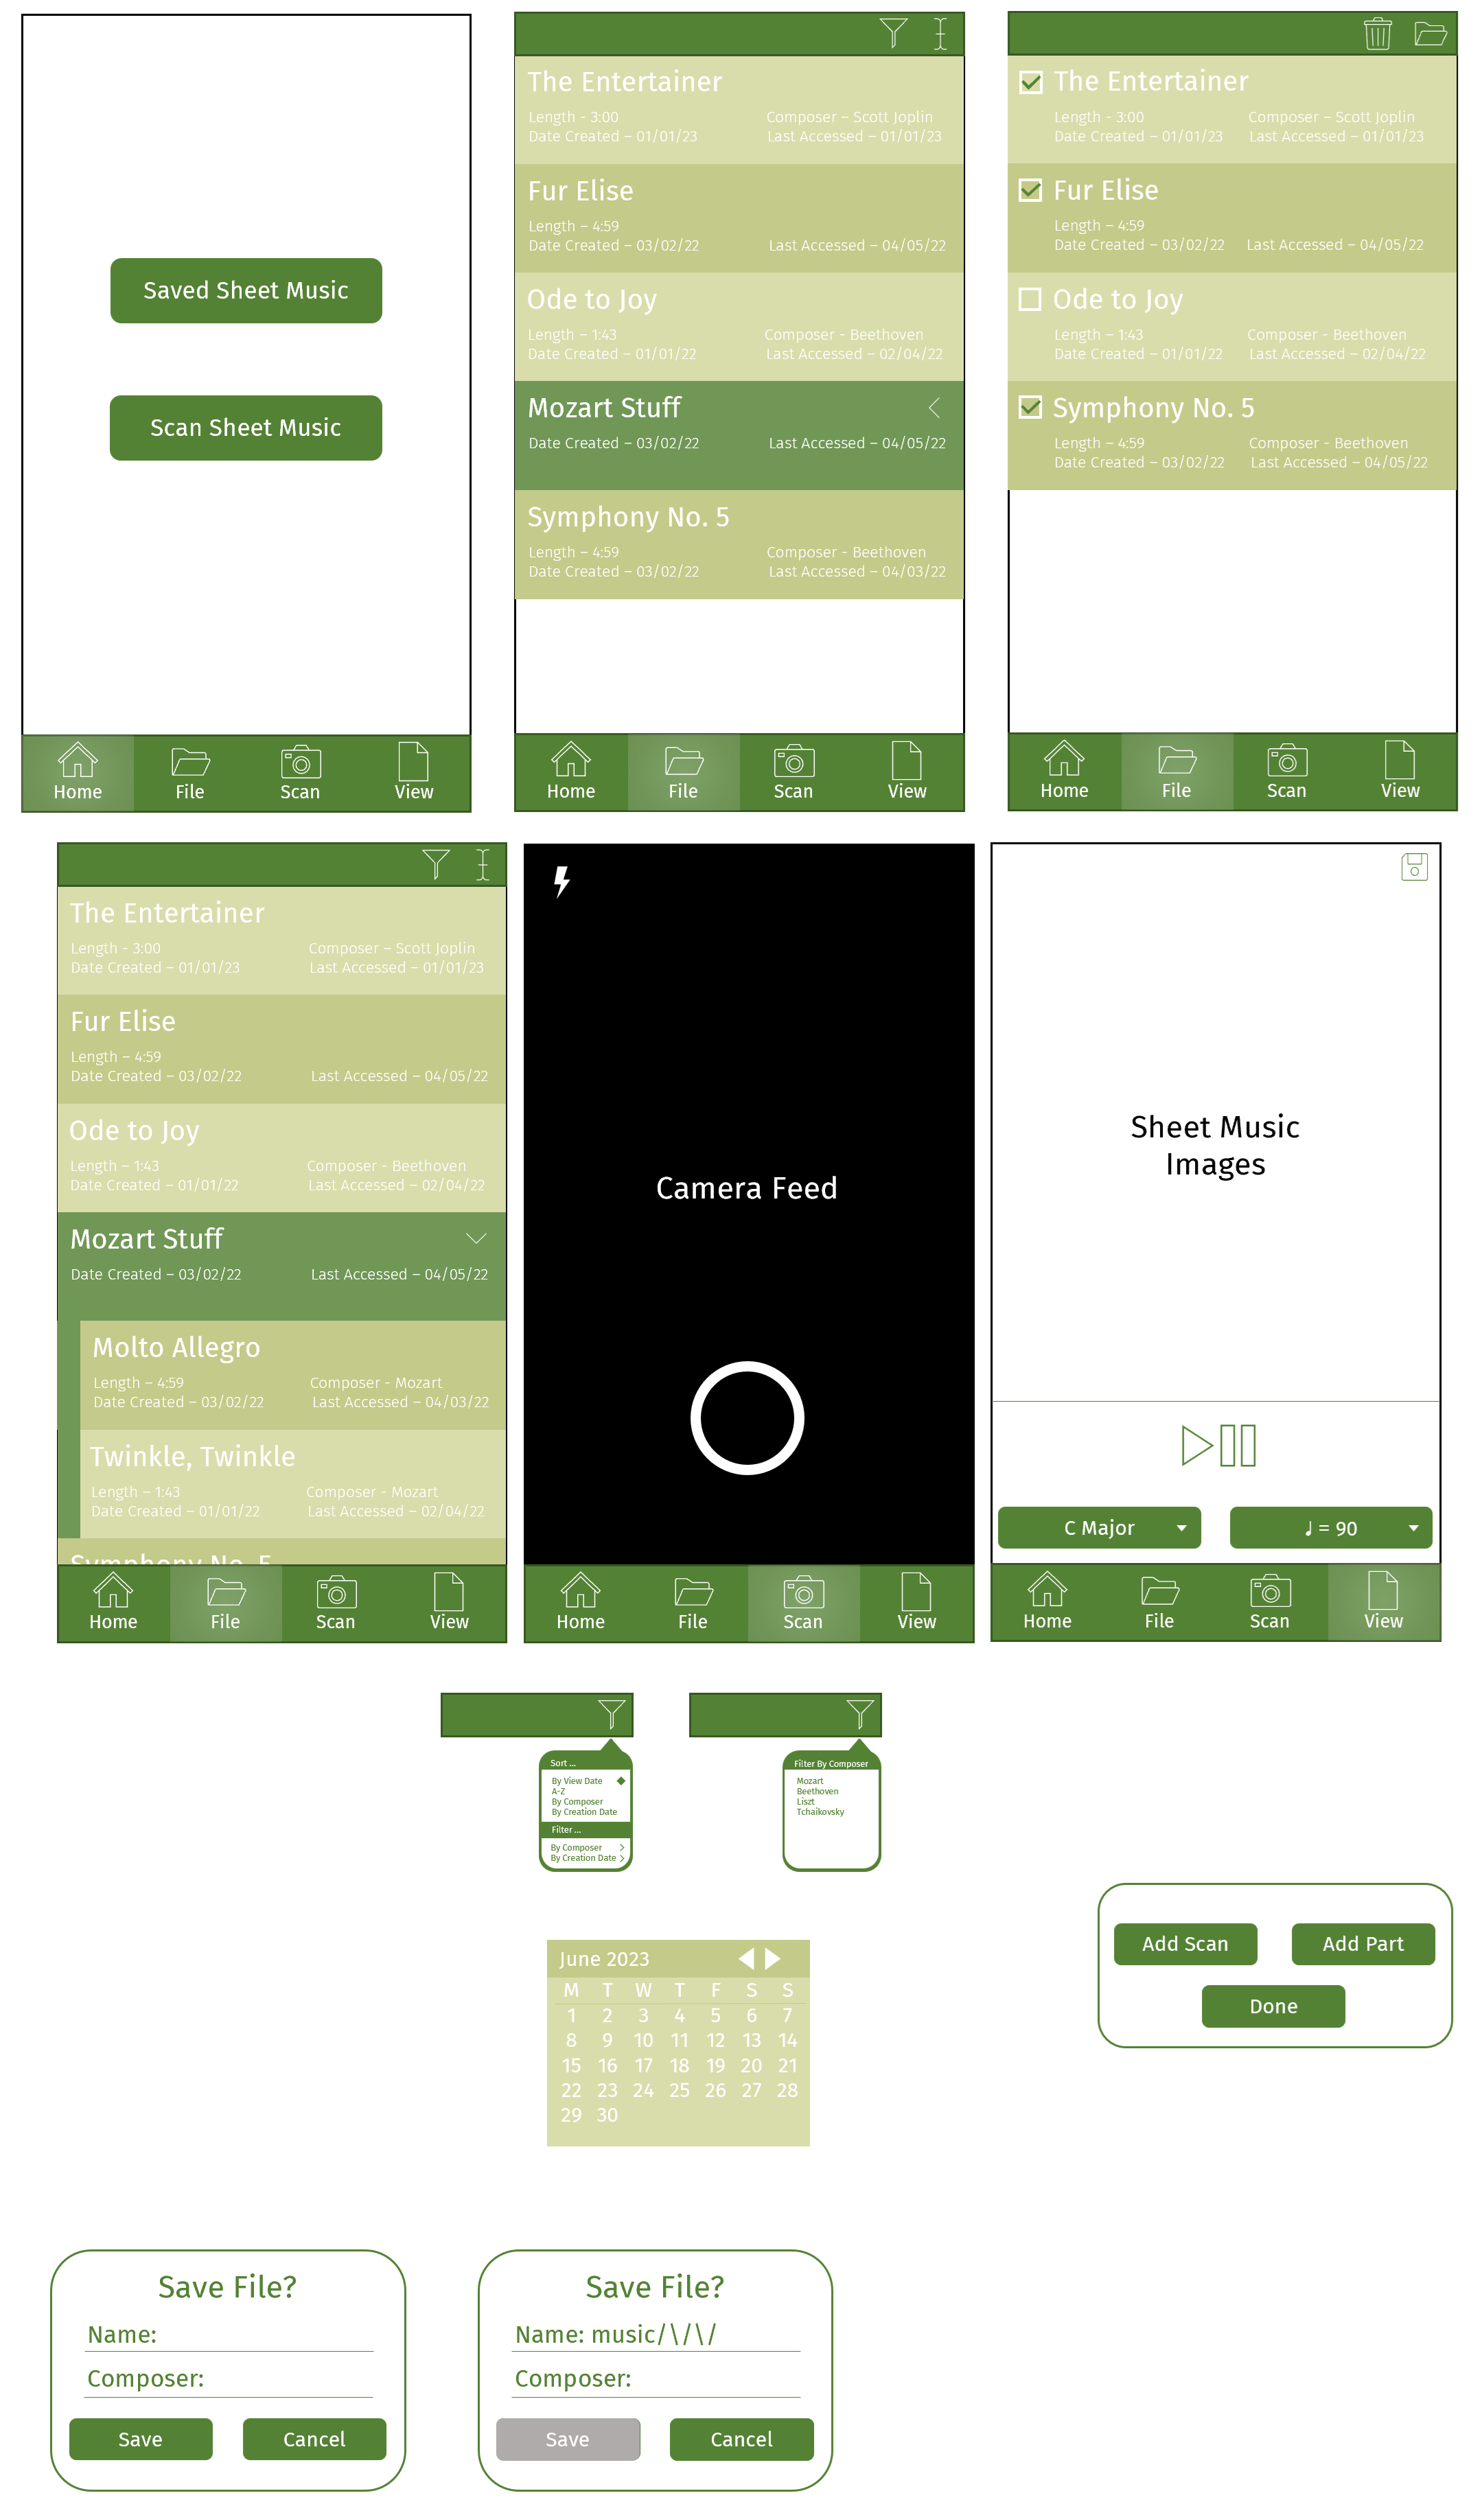 Saved Sheet Music
Scan Sheet Music
Home File Scan View
The Entertainer
Length - 3:00 Composer – Scott Joplin
Date Created – 01/01/23 Last Accessed – 01/01/23
Fur Elise
Length – 4:59
Date Created – 03/02/22 Last Accessed – 04/05/22
Ode to Joy
Length – 1:43 Composer - Beethoven
Date Created – 01/01/22 Last Accessed – 02/04/22
Mozart Stuff
Date Created – 03/02/22 Last Accessed – 04/05/22
Symphony No. 5
Length – 4:59 Composer - Beethoven
Date Created – 03/02/22 Last Accessed – 04/03/22
Home File Scan View
The Entertainer
Length - 3:00 Composer – Scott Joplin
Date Created – 01/01/23 Last Accessed – 01/01/23
Fur Elise
Length – 4:59
Date Created – 03/02/22 Last Accessed – 04/05/22
Ode to Joy
Length – 1:43 Composer - Beethoven
Date Created – 01/01/22 Last Accessed – 02/04/22
Symphony No. 5
Length – 4:59 Composer - Beethoven
Date Created – 03/02/22 Last Accessed – 04/05/22
Home File Scan View
The Entertainer
Length - 3:00 Composer – Scott Joplin
Date Created – 01/01/23 Last Accessed – 01/01/23
Fur Elise
Length – 4:59
Date Created – 03/02/22 Last Accessed – 04/05/22
Ode to Joy
Length – 1:43 Composer - Beethoven
Date Created – 01/01/22 Last Accessed – 02/04/22
Mozart Stuff
Date Created – 03/02/22 Last Accessed – 04/05/22
Molto Allegro
Length – 4:59 Composer - Mozart
Date Created – 03/02/22 Last Accessed – 04/03/22
Twinkle, Twinkle
Length – 1:43 Composer - Mozart
Date Created – 01/01/22 Last Accessed – 02/04/22
Symphony No. 5
Home File Scan View
Camera Feed
Home File Scan View
Sheet Music
Images
C Major
♩ = 90
Home File Scan View
Sort ...
By View Date
A-Z
By Composer
By Creation Date
Filter ...
By Composer
By Creation Date
Filter By Composer
Mozart
Beethoven
Liszt
Tchaikovsky
Add Scan Add Part
Done
June 2023
M T W T F S S
1 2 3 4 5 6 7
8 9 10 11 12 13 14
15 16 17 18 19 20 21
22 23 24 25 26 27 28
29 30
Save File?
Name:
Composer:
Save Cancel
Save File?
Name: music/\/\/
Composer:
Save Cancel